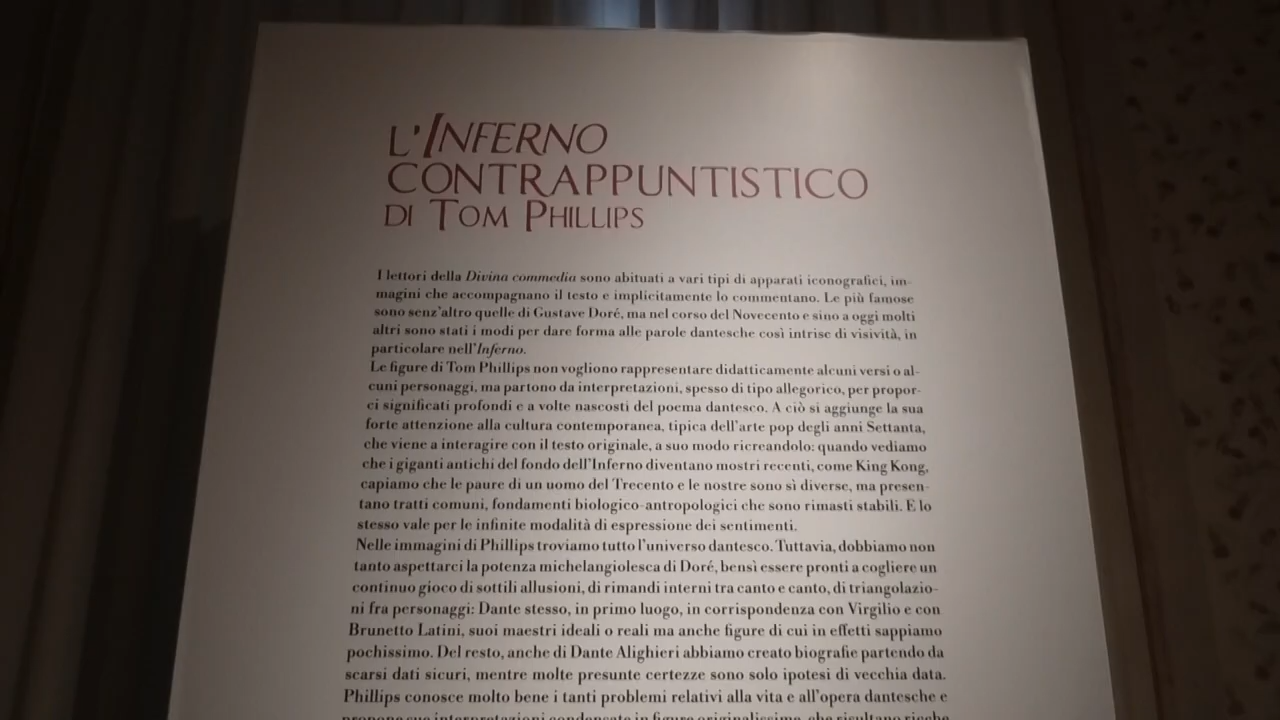 L'INFERNO
CONTRAPPUNTISTICO
DI TOM PHILLIPS
I lettori della Divina commedia sono abituati a vari tipi di apparati iconografici, im-
magini che accompagnano il testo e implicitamente lo commentano. Le più famose
sono senz'altro quelle di Gustave Doré, ma nel corso del Novecento e sino a oggi molti
altri sono stati i modi per dare forma alle parole dantesche così intrise di visività, in
particolare nell'Inferno.
Le figure di Tom Phillips non vogliono rappresentare didatticamente alcuni versi o al-
cuni personaggi, ma partono da interpretazioni, spesso di tipo allegorico, per propor-
ci significati profondi e a volte nascosti del poema dantesco. A ciò si aggiunge la sua
forte attenzione alla cultura contemporanea, tipica dell'arte pop degli anni Settanta,
che viene a interagire con il testo originale, a suo modo ricreandolo: quando vediamo
che i giganti antichi del fondo dell'Inferno diventano mostri recenti, come King Kong,
capiamo che le paure di un uomo del Trecento e le nostre sono sì diverse, ma presen-
tano tratti comuni, fondamenti biologico-antropologici che sono rimasti stabili. E lo
stesso vale per le infinite modalità di espressione dei sentimenti.
Nelle immagini di Phillips troviamo tutto l'universo dantesco. Tuttavia, dobbiamo non
tanto aspettarci la potenza michelangiolesca di Doré, bensì essere pronti a cogliere un
continuo gioco di sottili allusioni, di rimandi interni tra canto e canto, di triangolazio-
ni fra personaggi: Dante stesso, in primo luogo, in corrispondenza con Virgilio e con
Brunetto Latini, suoi maestri ideali o reali ma anche figure di cui in effetti sappiamo
pochissimo. Del resto, anche di Dante Alighieri abbiamo creato biografie partendo da
scarsi dati sicuri, mentre molte presunte certezze sono solo ipotesi di vecchia data.
Phillips conosce molto bene i tanti problemi relativi alla vita e all'opera dantesche e
propone sue interpretazioni condensate in figure originalissime, che risultano ricche